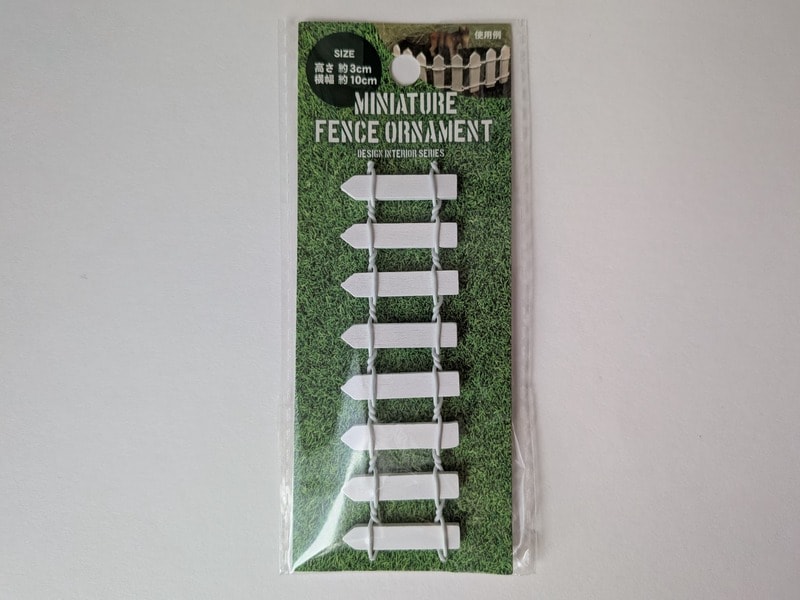 SIZE
高さ 約3cm
横幅 約10cm
使用例
MINIATURE
FENCE ORNAMENT
DESIGN INTERIOR SERIES